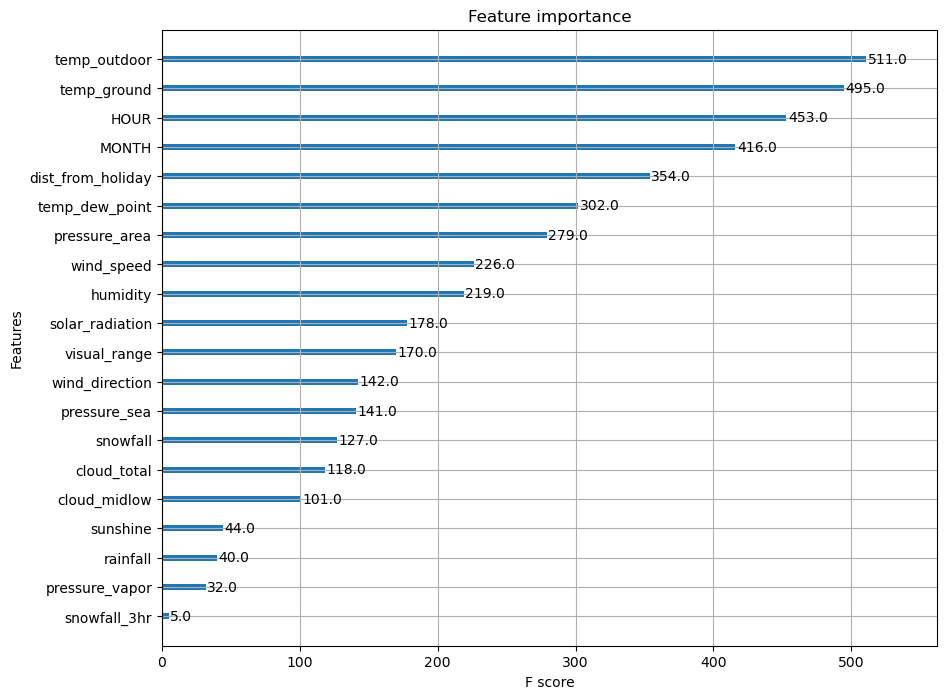 Feature importance
temp_outdoor 511.0
temp_ground 495.0
HOUR 453.0
MONTH 416.0
dist_from_holiday 354.0
temp_dew_point 302.0
pressure_area 279.0
wind_speed 226.0
humidity 219.0
solar_radiation 178.0
visual_range 170.0
wind_direction 142.0
pressure_sea 141.0
snowfall 127.0
cloud_total 118.0
cloud_midlow 101.0
sunshine 44.0
rainfall 40.0
pressure_vapor 32.0
snowfall_3hr 5.0
Features
0 100 200 300 400 500
F score